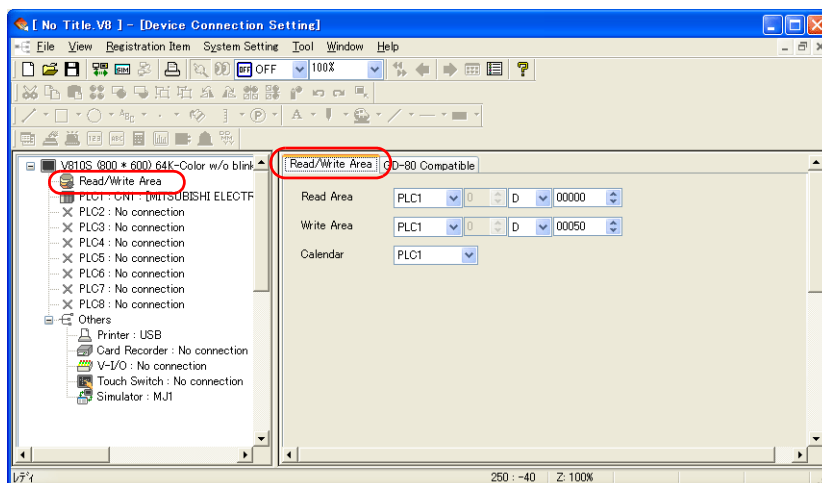 [ No Title.V8 ] - [Device Connection Setting]
File View Registration Item System Setting Tool Window Help
OFF OFF 100%
V810S (800 * 600) 64K-Color w/o blink
Read/Write Area
PLC1 : CN1 : [MITSUBISHI ELECTR
PLC2 : No connection
PLC3 : No connection
PLC4 : No connection
PLC5 : No connection
PLC6 : No connection
PLC7 : No connection
PLC8 : No connection
Others
Printer : USB
Card Recorder : No connection
V-I/O : No connection
Touch Switch : No connection
Simulator : MJ1
Read/Write Area GD-80 Compatible
Read Area PLC1 0 D 00000
Write Area PLC1 0 D 00050
Calendar PLC1
ﾚﾃﾞｨ 250 : -40 Z: 100%